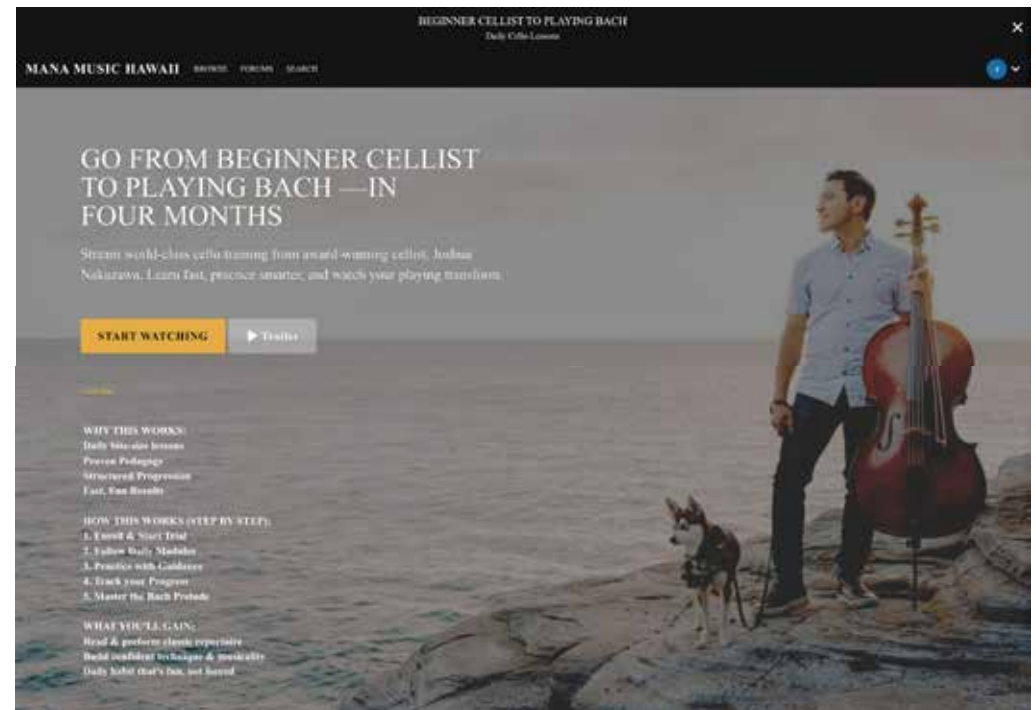 BEGINNER CELLIST TO PLAYING BACH
Daily Cello Lessons
MANA MUSIC HAWAII BROWSE FORUMS SEARCH
GO FROM BEGINNER CELLIST
TO PLAYING BACH —IN
FOUR MONTHS
Stream world-class cello training from award-winning cellist, Joshua
Nakazawa. Learn fast, practice smarter, and watch your playing transform.
START WATCHING Trailer
WHY THIS WORKS:
Daily bite-size lessons
Proven Pedagogy
Structured Progression
Fast, Fun Results
HOW THIS WORKS (STEP BY STEP):
1. Enroll & Start Trial
2. Follow Daily Modules
3. Practice with Guidance
4. Track your Progress
5. Master the Bach Prelude
WHAT YOU'LL GAIN:
Read & preform classic repertoire
Build confident technique & musicality
Daily habit that's fun, not forced